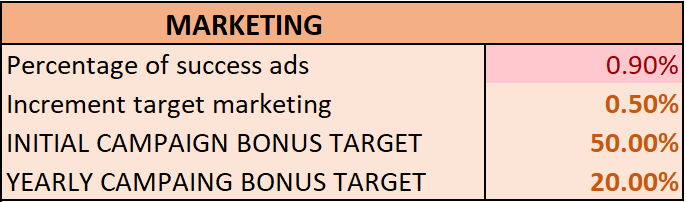 MARKETING
Percentage of success ads 0.90%
Increment target marketing 0.50%
INITIAL CAMPAIGN BONUS TARGET 50.00%
YEARLY CAMPAING BONUS TARGET 20.00%